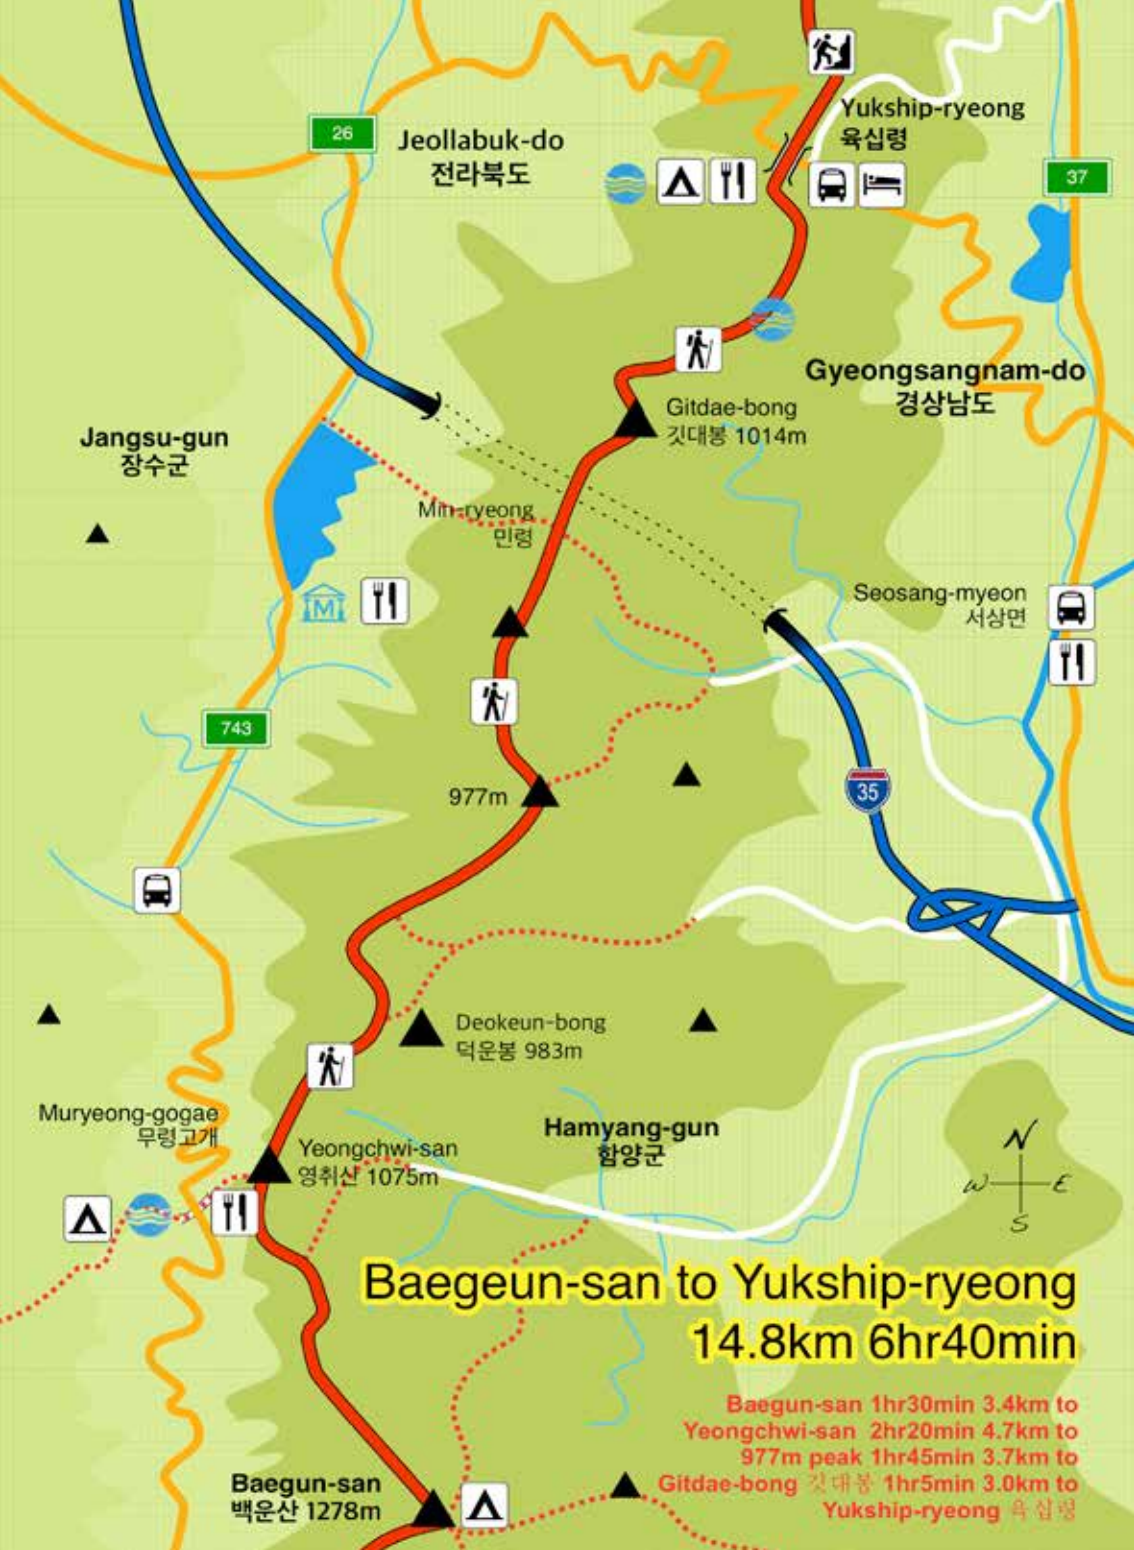 26
Jeollabuk-do
전라북도
Yukship-ryeong
육십령
37
Gyeongsangnam-do
경상남도
Gitdae-bong
깃대봉 1014m
Jangsu-gun
장수군
Min-ryeong
민령
M
Seosang-myeon
서상면
743
977m
35
Deokeun-bong
덕운봉 983m
Muryeong-gogae
무령고개
Hamyang-gun
함양군
Yeongchwi-san
영취산 1075m
N
W E
S
Baegeun-san to Yukship-ryeong
14.8km 6hr40min
Baegun-san 1hr30min 3.4km to
Yeongchwi-san 2hr20min 4.7km to
977m peak 1hr45min 3.7km to
Gitdae-bong 깃대봉 1hr5min 3.0km to
Yukship-ryeong 육십령
Baegun-san
백운산 1278m